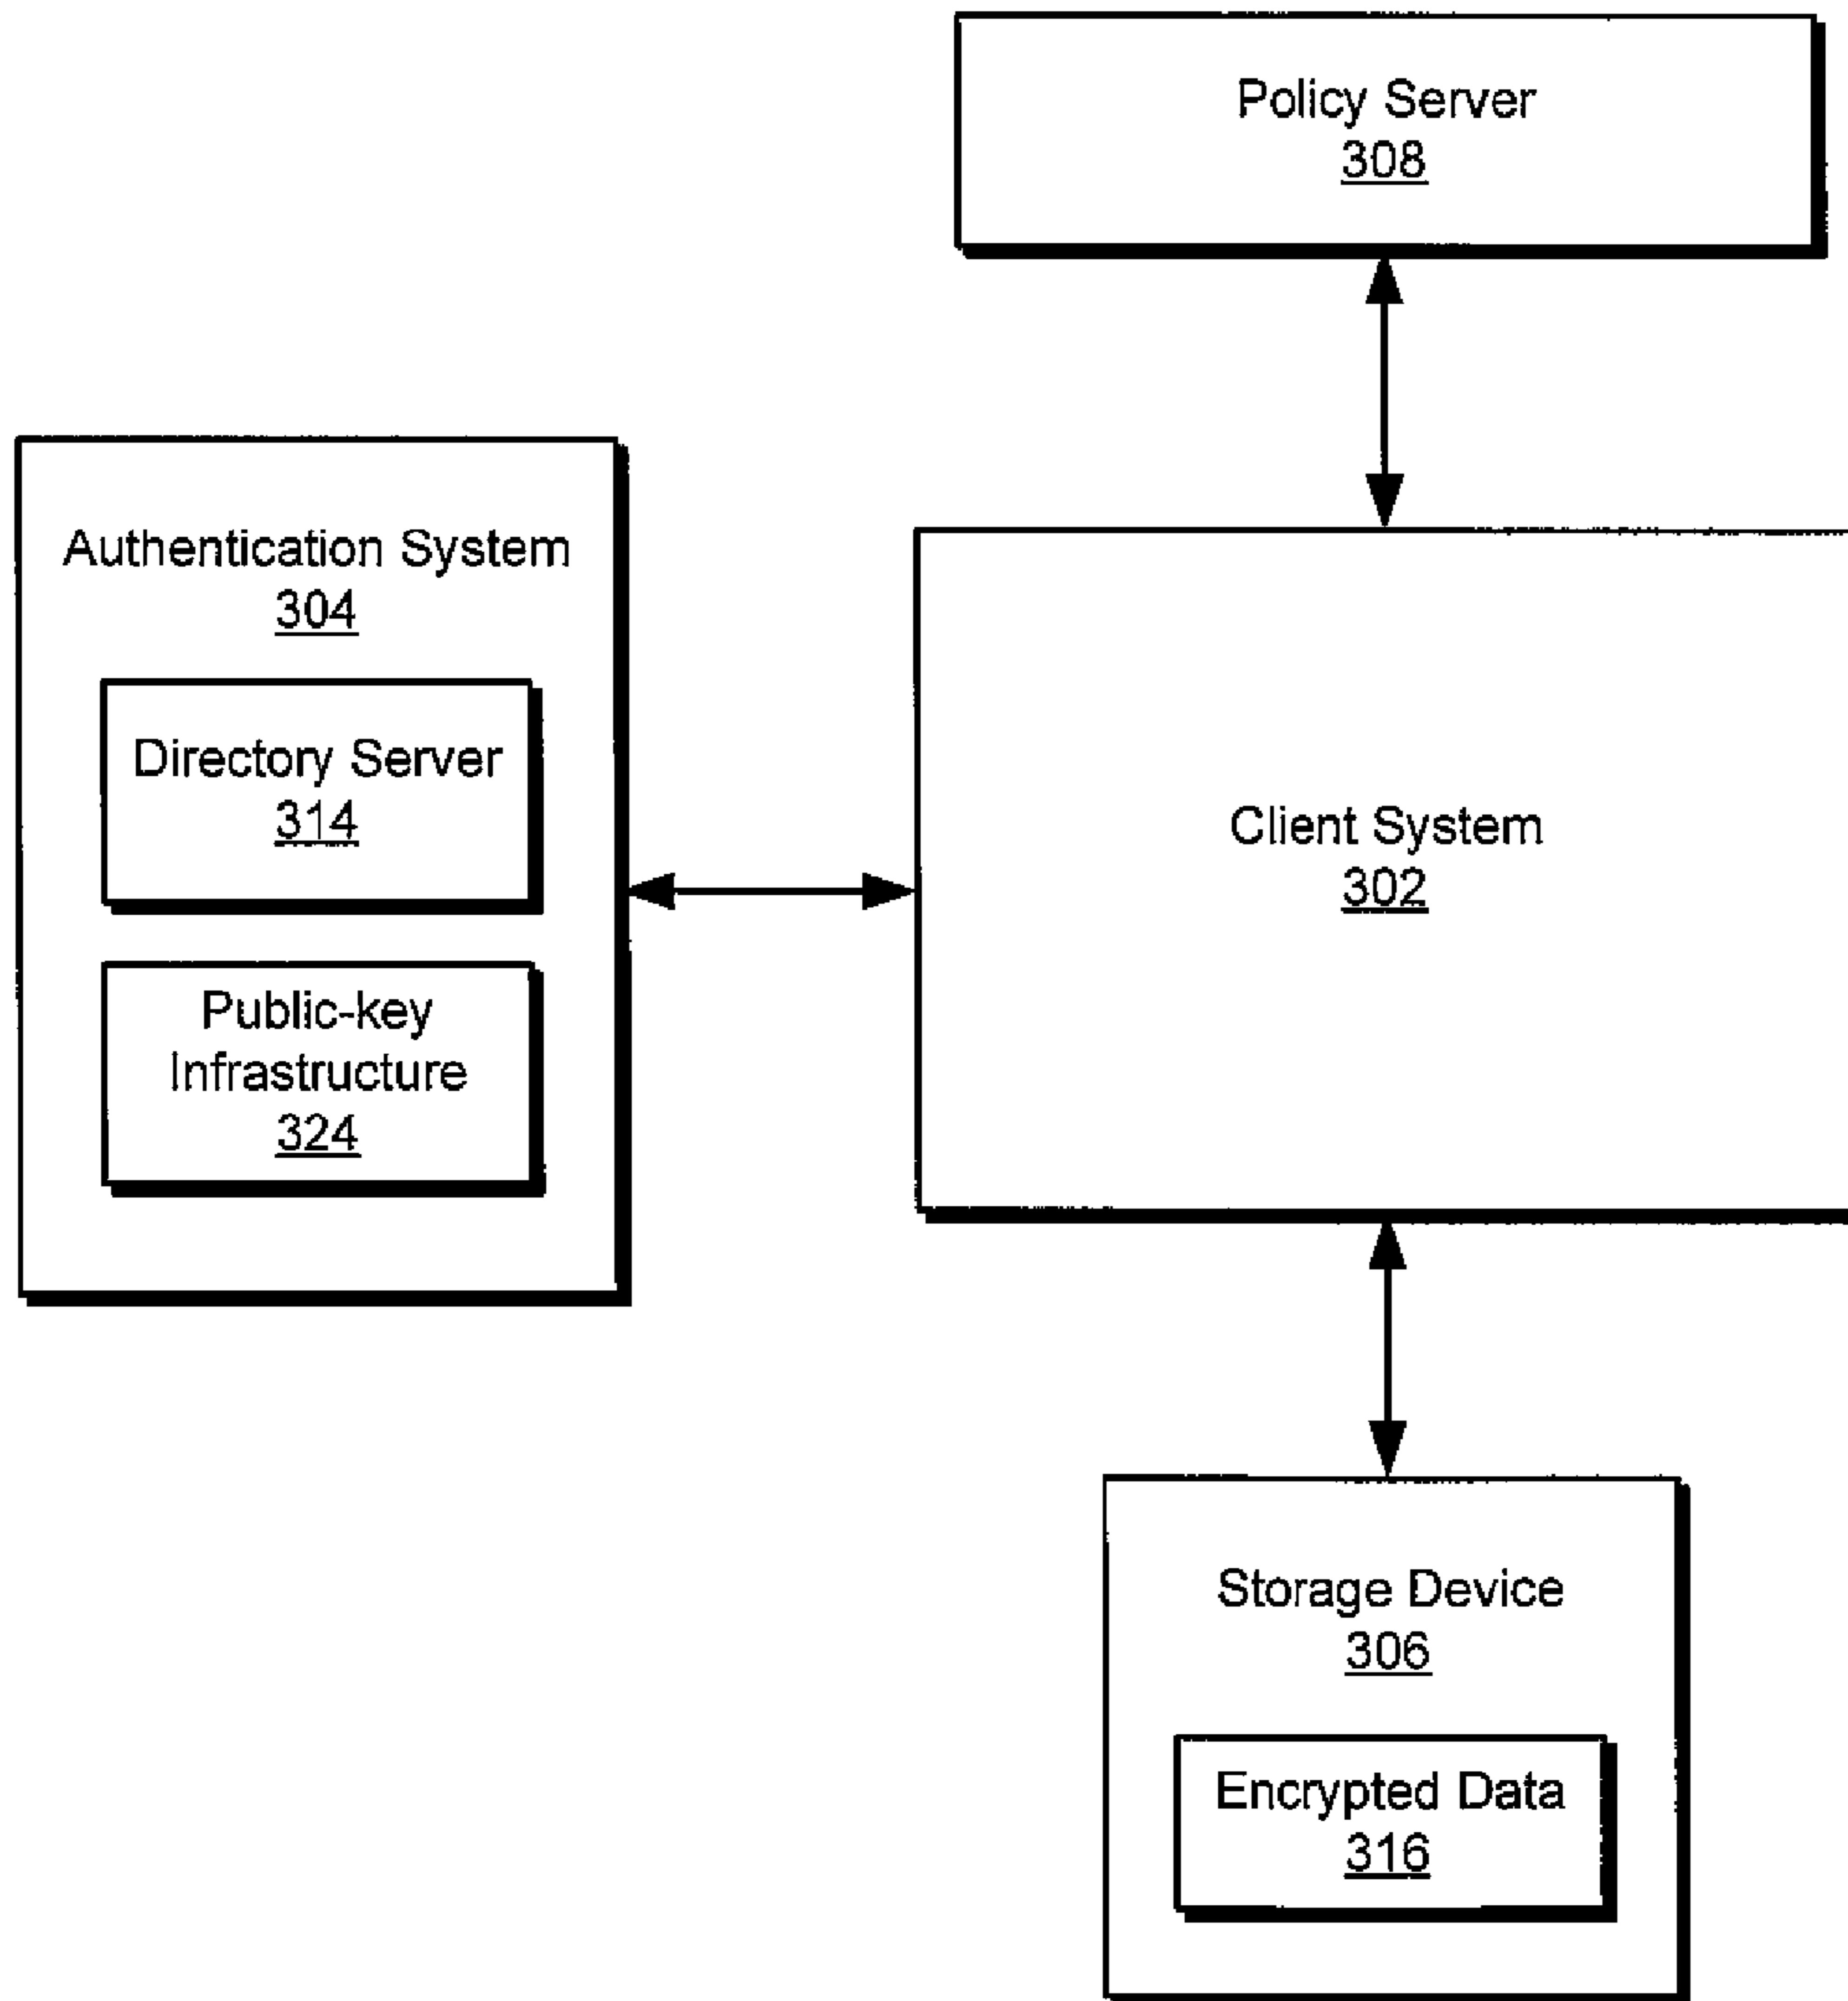 Policy Server
308
Authentication System
304
Directory Server
314
Public-key
Infrastructure
324
Client System
302
Storage Device
306
Encrypted Data
316